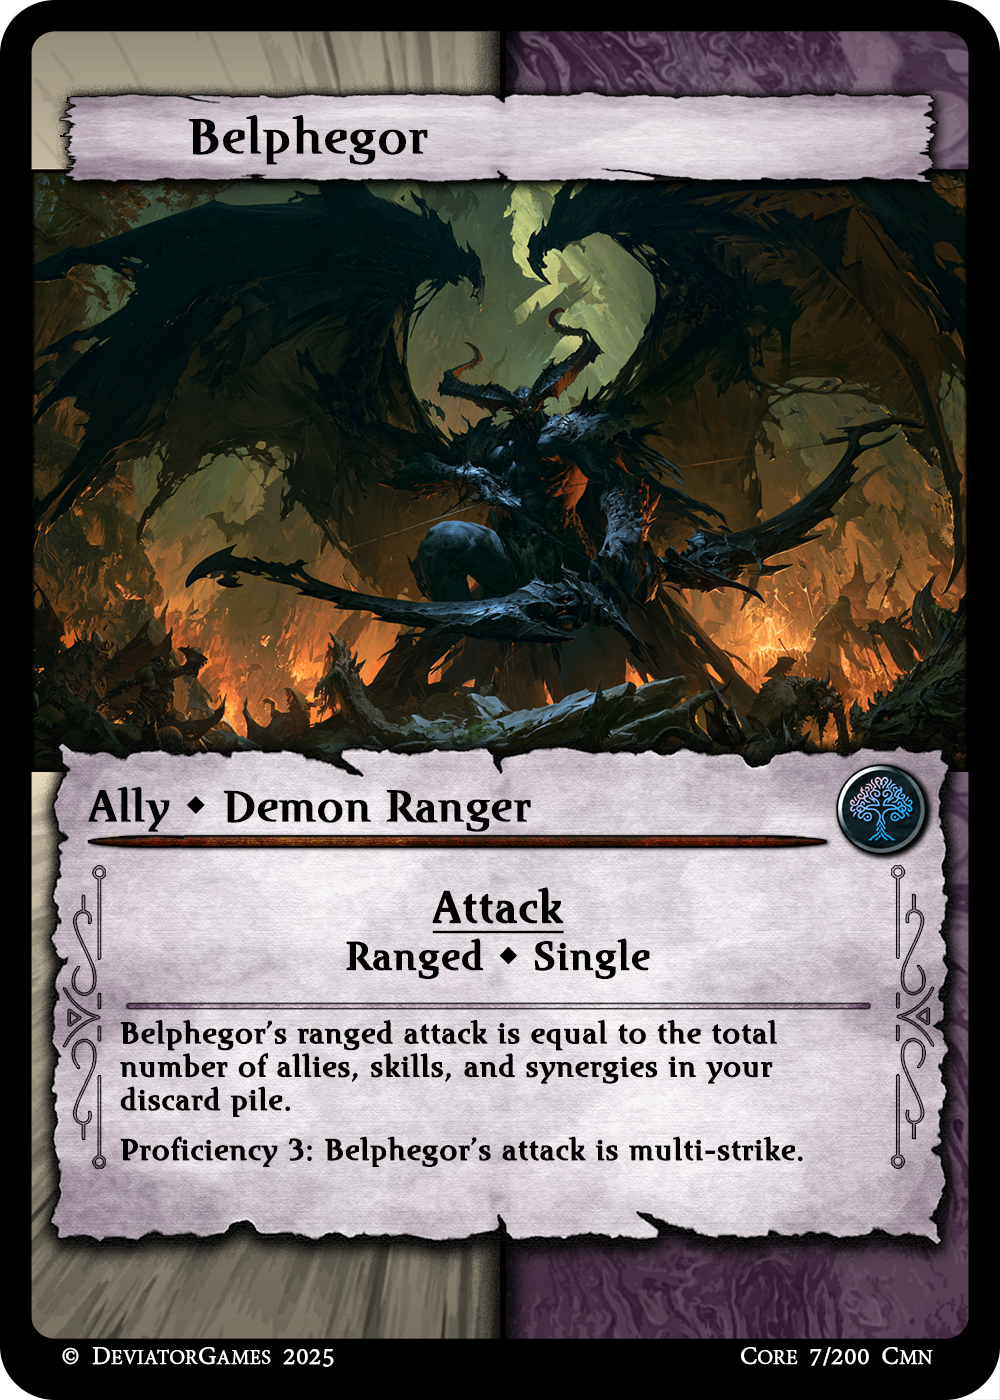 Belphegor
Ally ◆ Demon Ranger
Attack
Ranged ◆ Single
Belphegor's ranged attack is equal to the total
number of allies, skills, and synergies in your
discard pile.
Proficiency 3: Belphegor's attack is multi-strike.
© DeviatorGames 2025
Core 7/200 Cmn